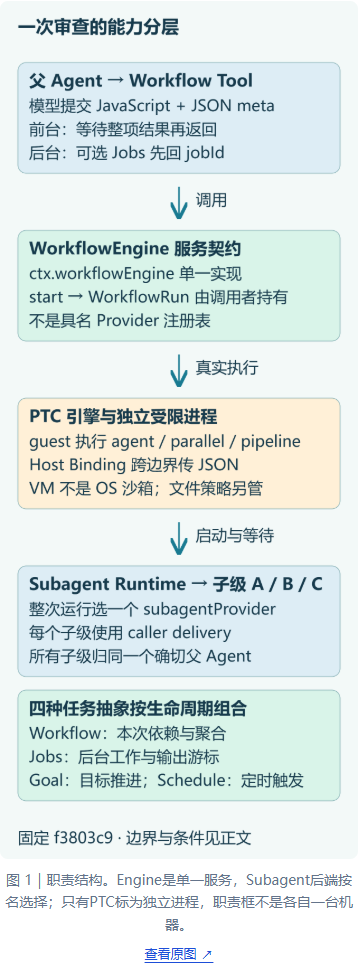 一次审查的能力分层
父 Agent → Workflow Tool
模型提交 JavaScript + JSON meta
前台：等待整项结果再返回
后台：可选 Jobs 先回 jobId
调用
WorkflowEngine 服务契约
ctx.workflowEngine 单一实现
start → WorkflowRun 由调用者持有
不是具名 Provider 注册表
真实执行
PTC 引擎与独立受限进程
guest 执行 agent / parallel / pipeline
Host Binding 跨边界传 JSON
VM 不是 OS 沙箱；文件策略另管
启动与等待
Subagent Runtime → 子级 A / B / C
整次运行选一个 subagentProvider
每个子级使用 caller delivery
所有子级归同一个确切父 Agent
四种任务抽象按生命周期组合
Workflow：本次依赖与聚合
Jobs：后台工作与输出游标
Goal：目标推进；Schedule：定时触发
固定 f3803c9 · 边界与条件见正文
图 1｜职责结构。Engine是单一服务，Subagent后端按
名选择；只有PTC标为独立进程，职责框不是各自一台机
器。
查看原图 ↗